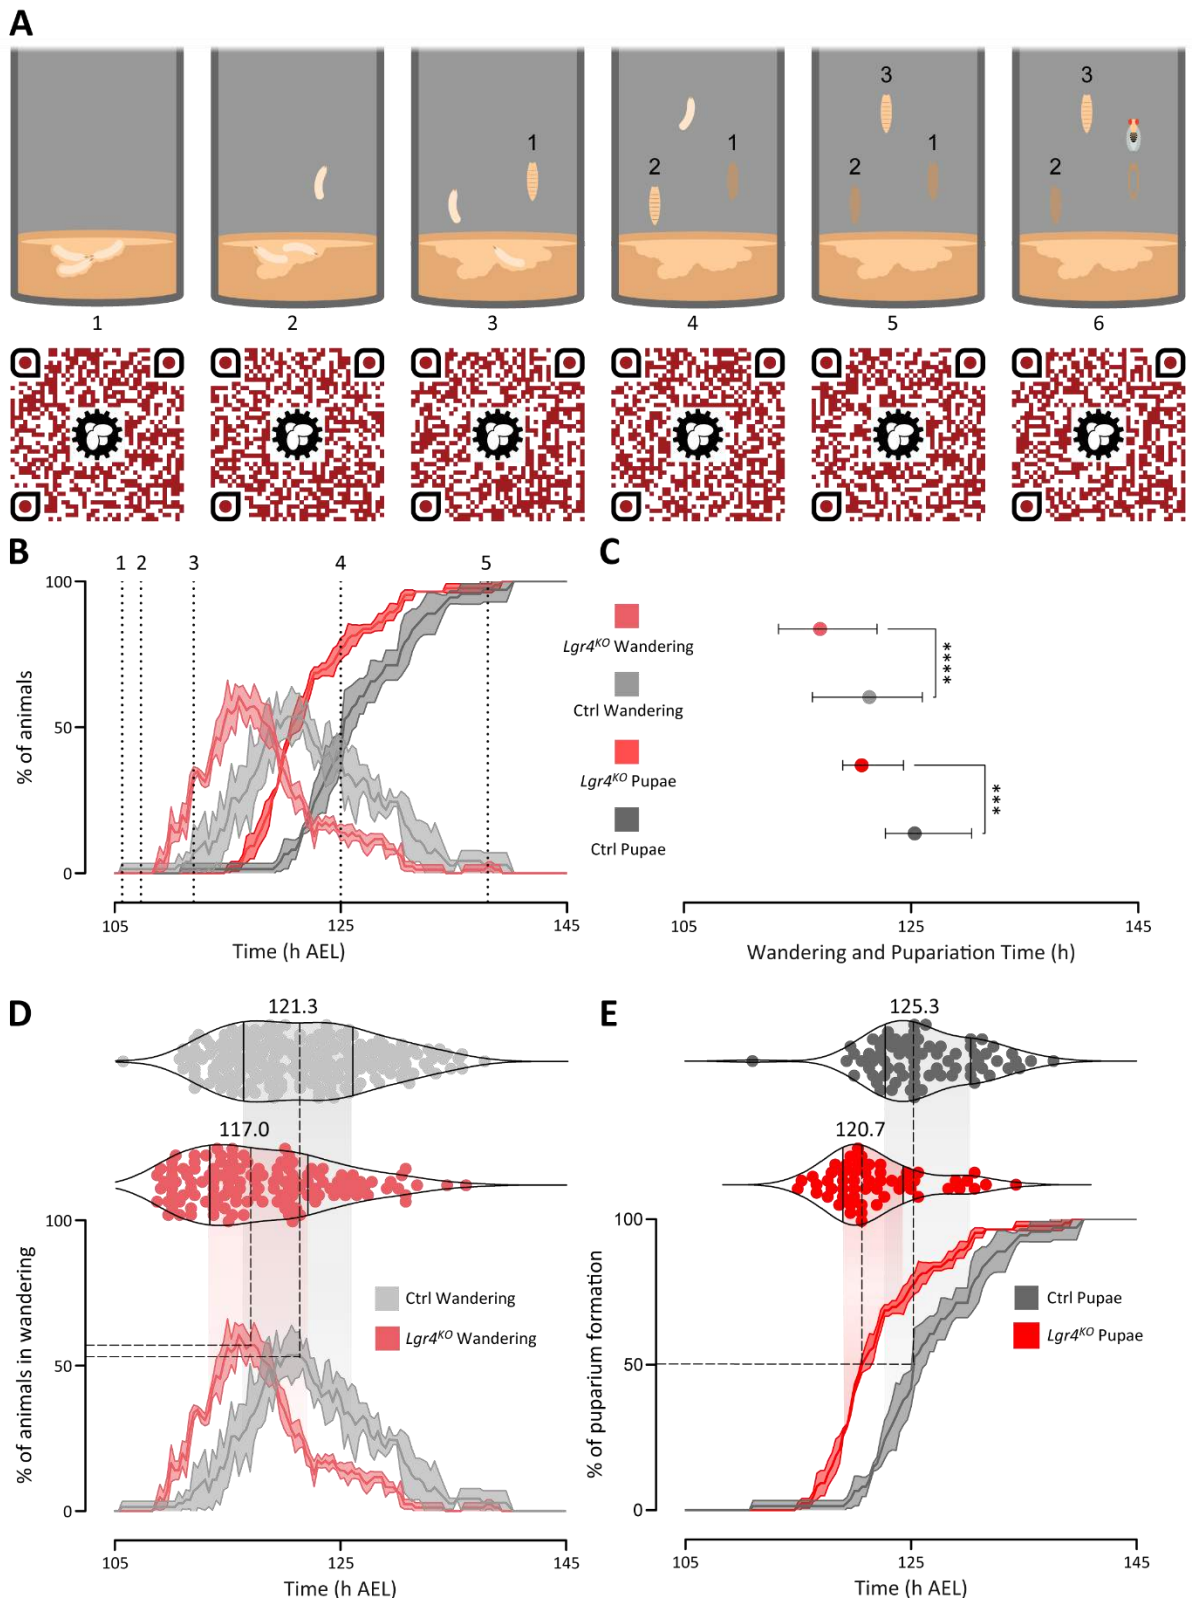 A
1
2
3
1
2
1
3
2
1
3
2
1 2 3 4 5 6
B
1 2 3 4 5
100
50
0
% of animals
105 125 145
Time (h AEL)
C
Lgr4KO Wandering
Ctrl Wandering
Lgr4KO Pupae
Ctrl Pupae
****
***
105 125 145
Wandering and Pupariation Time (h)
D
121.3
117.0
100
50
0
% of animals in wandering
Ctrl Wandering
Lgr4KO Wandering
105 125 145
Time (h AEL)
E
125.3
120.7
100
50
0
% of puparium formation
Ctrl Pupae
Lgr4KO Pupae
105 125 145
Time (h AEL)